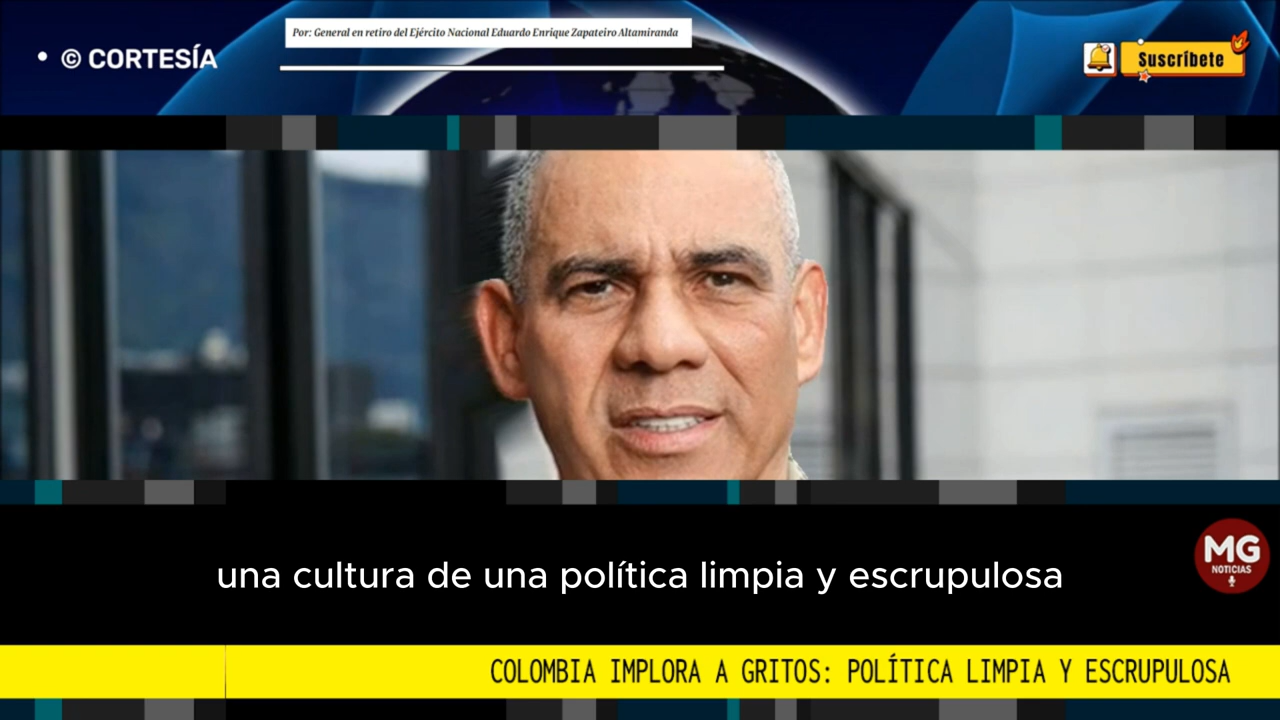 Por: General en retiro del Ejército Nacional Eduardo Enrique Zapateiro Altamiranda
• © CORTESÍA
Suscríbete
una cultura de una política limpia y escrupulosa
MG
NOTICIAS
COLOMBIA IMPLORA A GRITOS: POLÍTICA LIMPIA Y ESCRUPULOSA